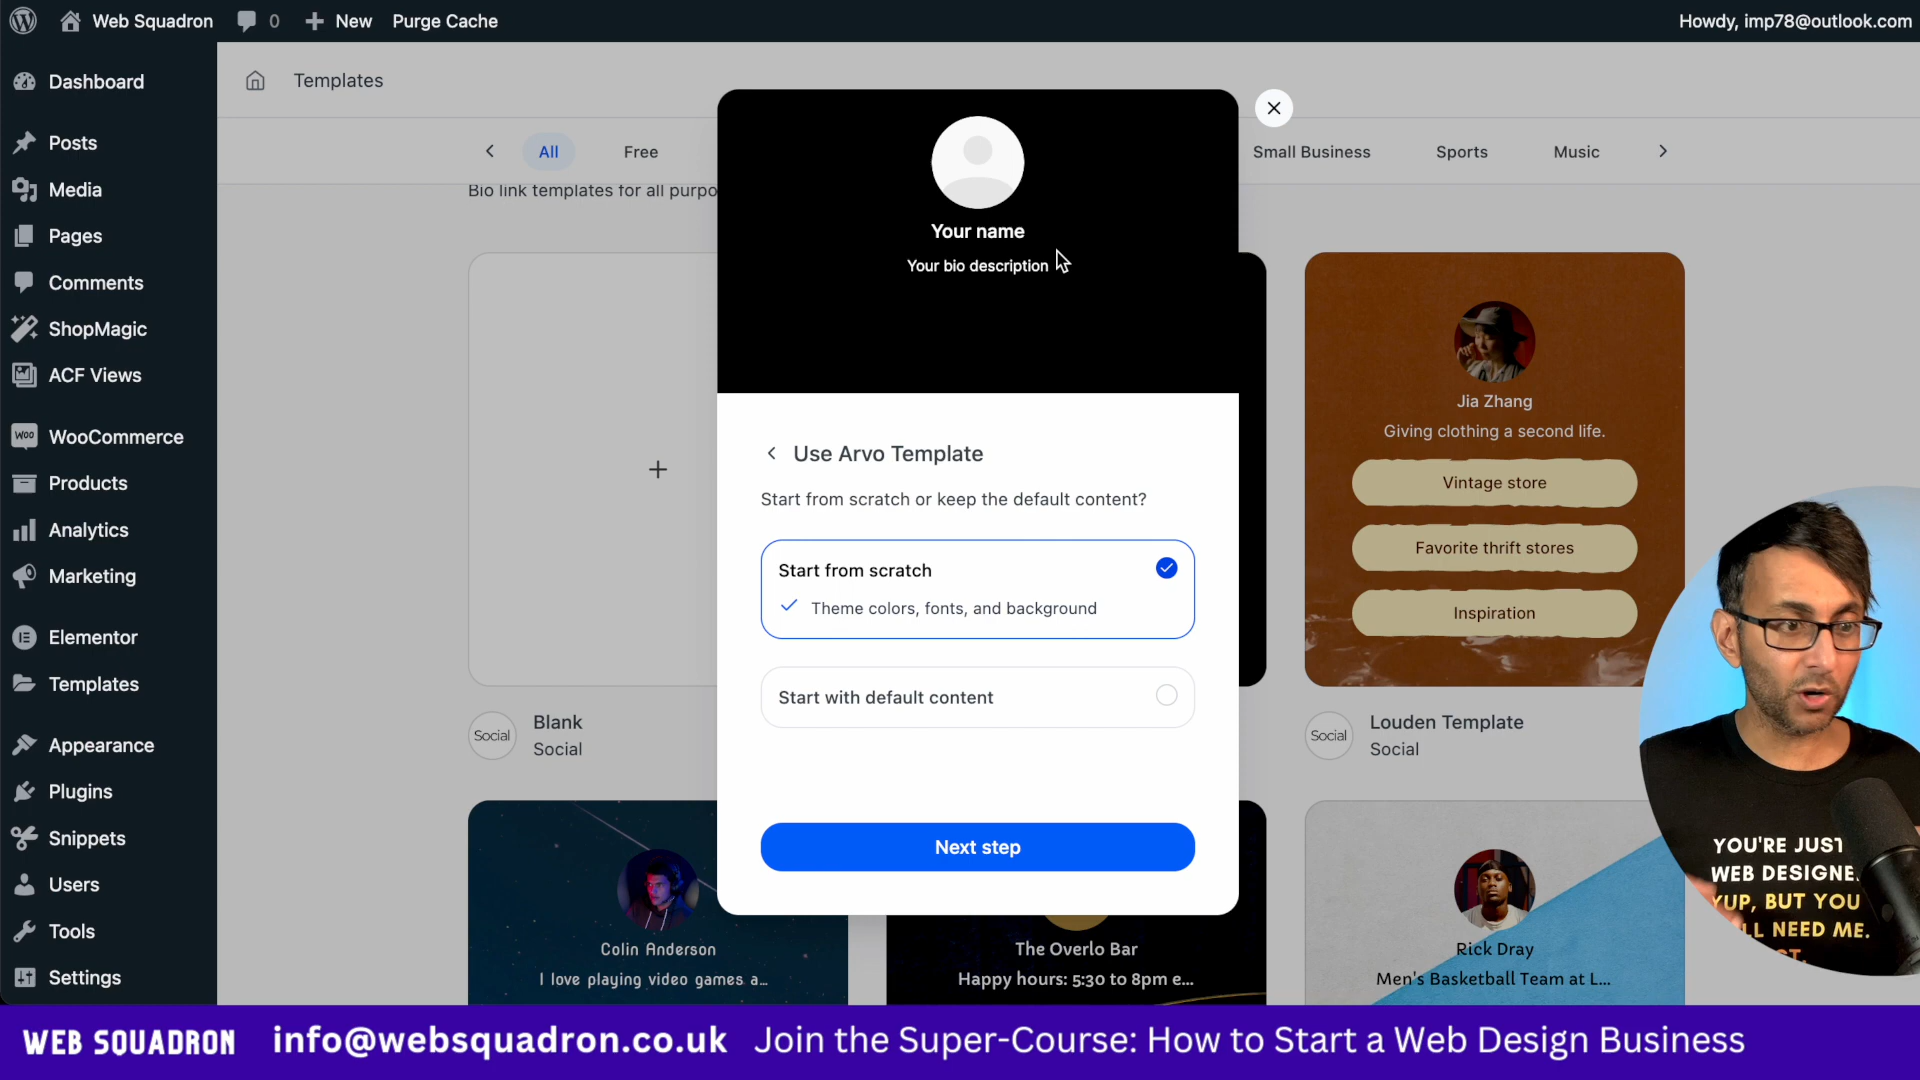 Web Squadron
0
New
Purge Cache
Howdy, imp78@outlook.com
Dashboard
Posts
Media
Pages
Comments
ShopMagic
ACF Views
WOO
WooCommerce
Products
Analytics
Marketing
Elementor
Templates
Appearance
Plugins
Snippets
Users
Tools
Settings
Templates
All
Free
Small Business
Sports
Music
Bio link templates for all purpo
Your name
Your bio description
Use Arvo Template
Start from scratch or keep the default content?
Start from scratch
Theme colors, fonts, and background
Start with default content
Next step
Jia Zhang
Giving clothing a second life.
Vintage store
Favorite thrift stores
Inspiration
Social
Blank
Social
Social
Louden Template
Social
Colin Anderson
I love playing video games a...
The Overlo Bar
Happy hours: 5:30 to 8pm e...
Rick Dray
Men's Basketball Team at L...
YOU'RE JUST
WEB DESIGNE
YUP, BUT YOU
NEED ME.
WEB SQUADRON
info@websquadron.co.uk
Join the Super-Course: How to Start a Web Design Business